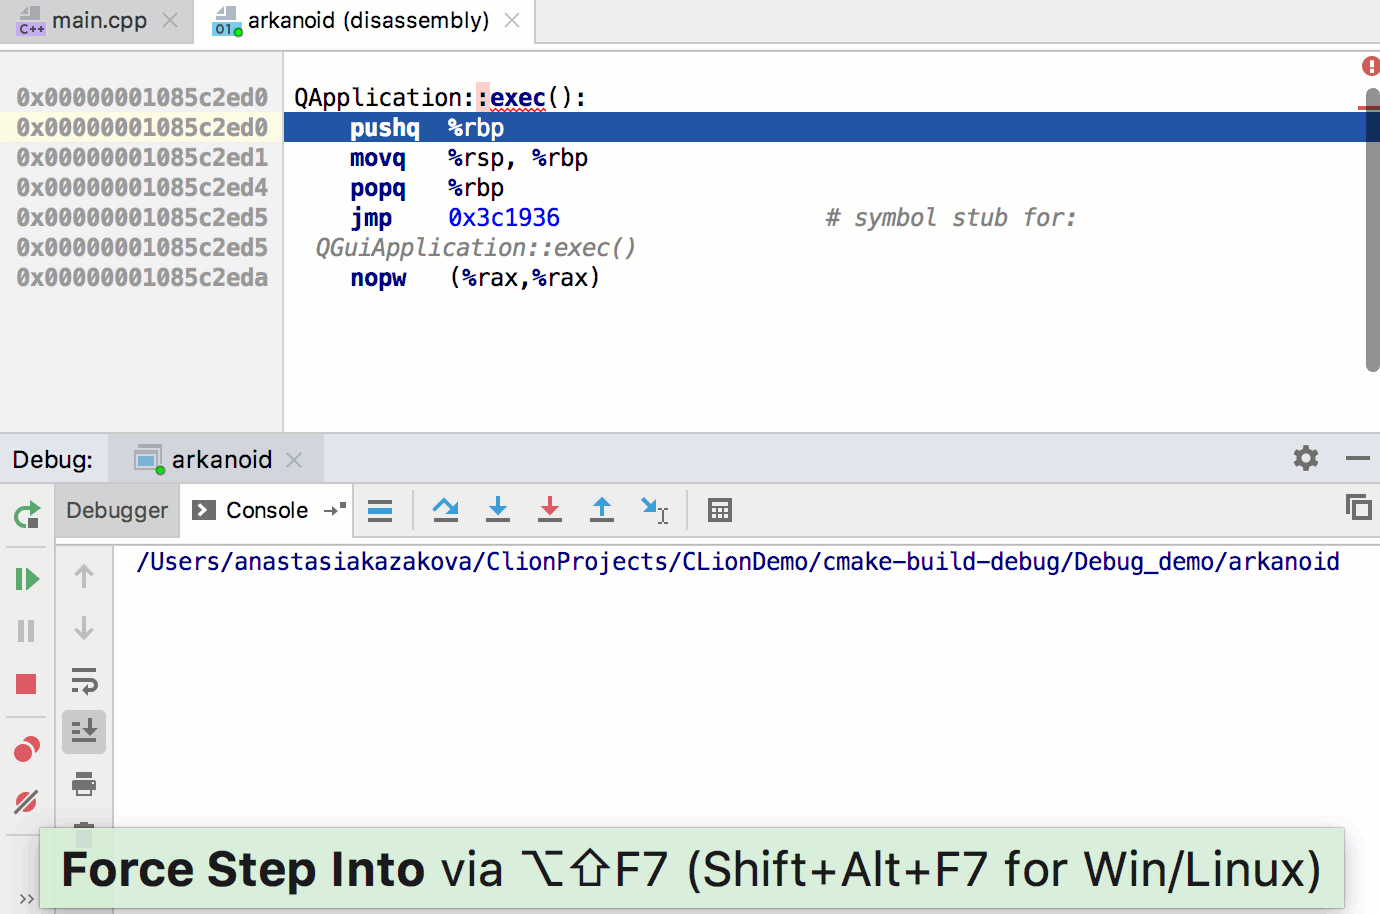 main.cpp
arkanoid (disassembly)
C++
01
0x00000001085c2ed0 QApplication::exec():
0x00000001085c2ed0 pushq %rbp
0x00000001085c2ed1 movq %rsp, %rbp
0x00000001085c2ed4 popq %rbp
0x00000001085c2ed5 jmp 0x3c1936 # symbol stub for:
0x00000001085c2ed5 QGuiApplication::exec()
0x00000001085c2eda nopw (%rax,%rax)
Debug: arkanoid
Debugger Console
/Users/anastasiakazakova/ClionProjects/CLionDemo/cmake-build-debug/Debug_demo/arkanoid
Force Step Into via ⌥⇧F7 (Shift+Alt+F7 for Win/Linux)